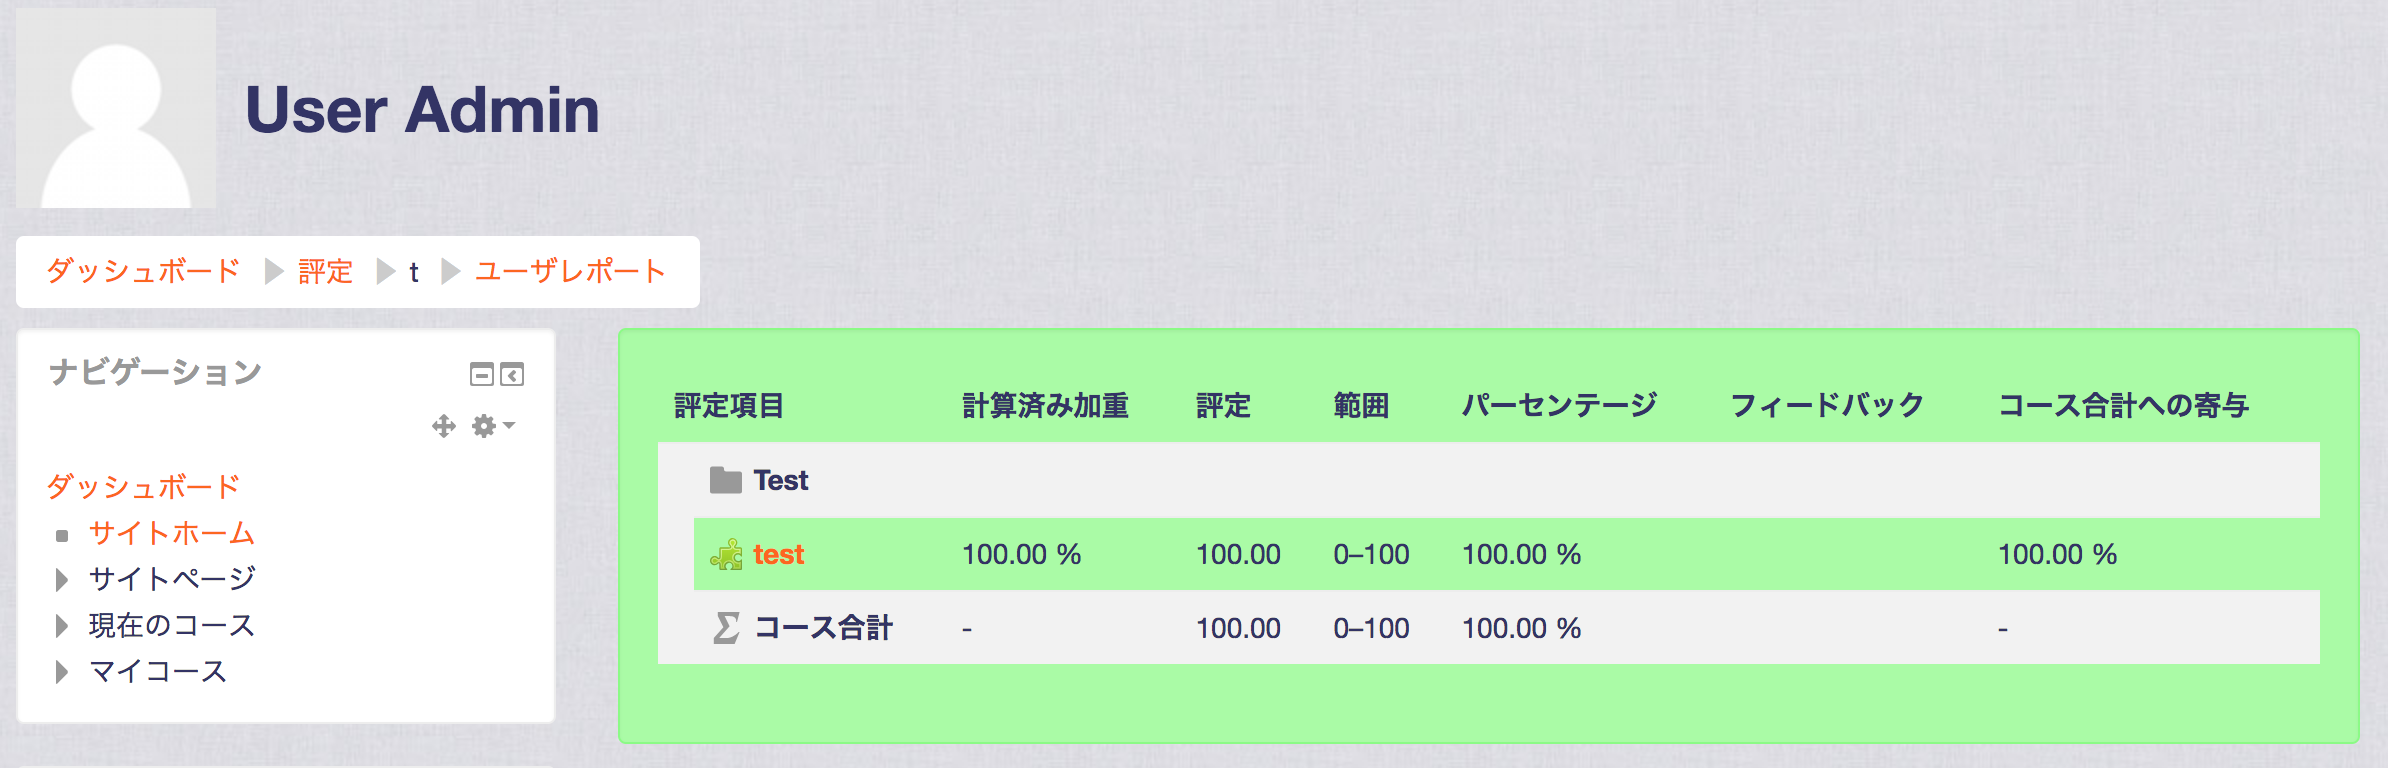 User Admin
ダッシュボード 評定 t ユーザレポート
ナビゲーション
ダッシュボード
サイトホーム
サイトページ
現在のコース
マイコース
評定項目 計算済み加重 評定 範囲 パーセンテージ フィードバック コース合計への寄与
Test
test 100.00 % 100.00 0–100 100.00 % 100.00 %
コース合計 - 100.00 0–100 100.00 % -